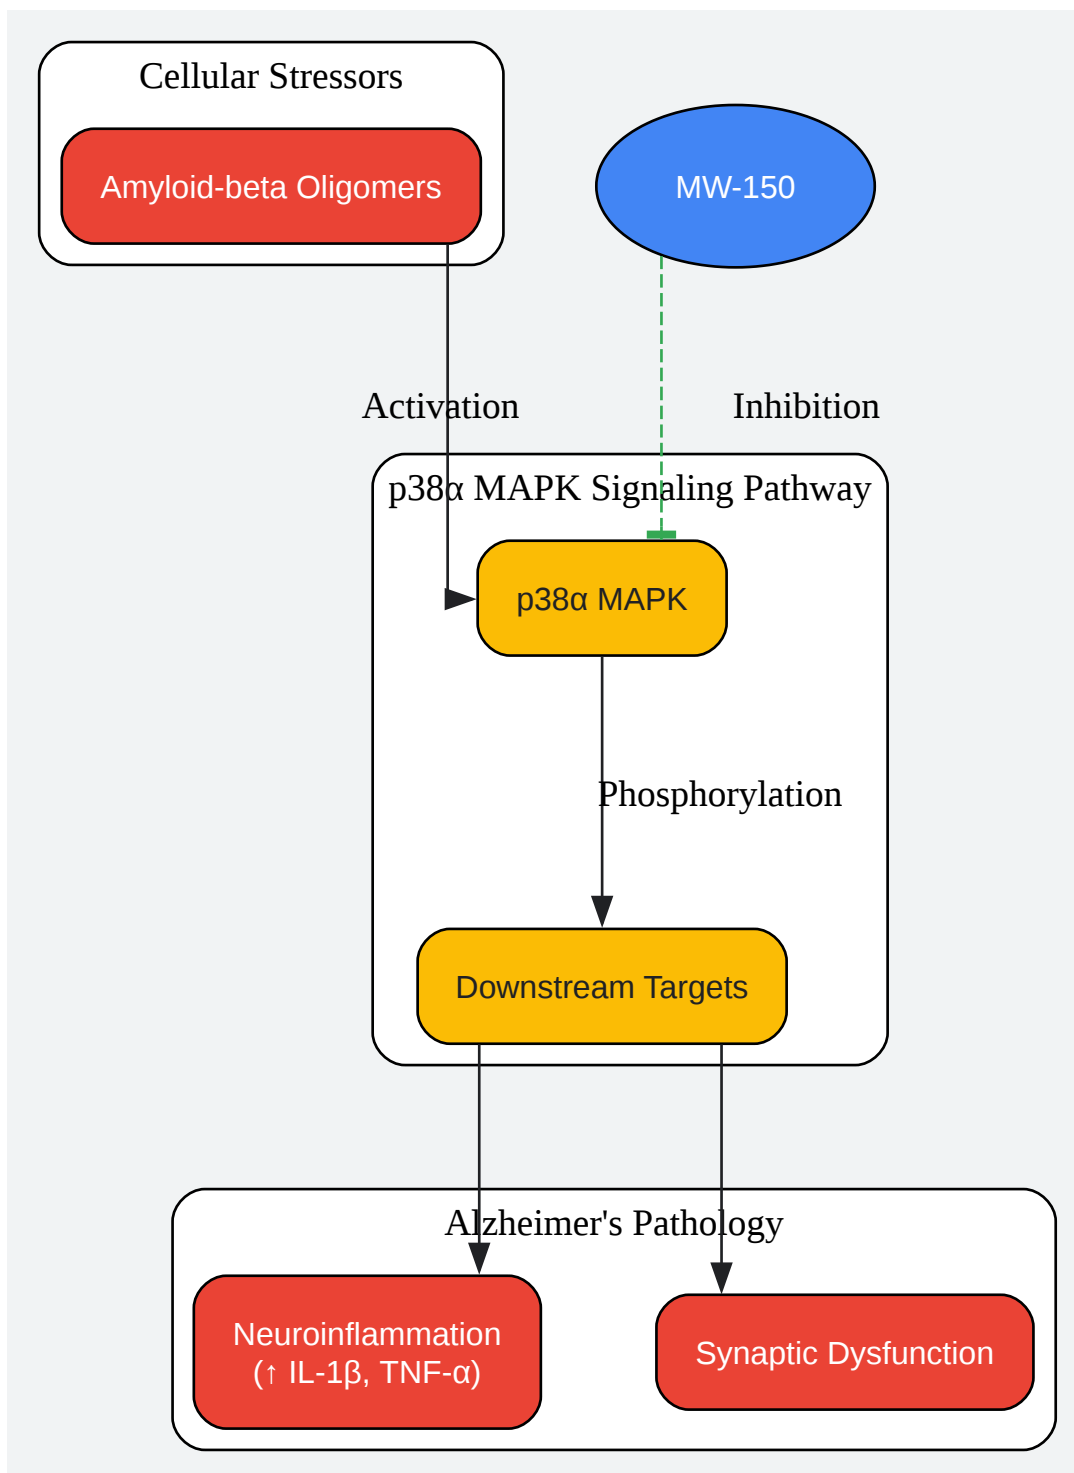 Cellular Stressors
Amyloid-beta Oligomers
MW-150
Activation
Inhibition
p38α MAPK Signaling Pathway
p38α MAPK
Phosphorylation
Downstream Targets
Alzheimer's Pathology
Neuroinflammation
(↑ IL-1β, TNF-α)
Synaptic Dysfunction